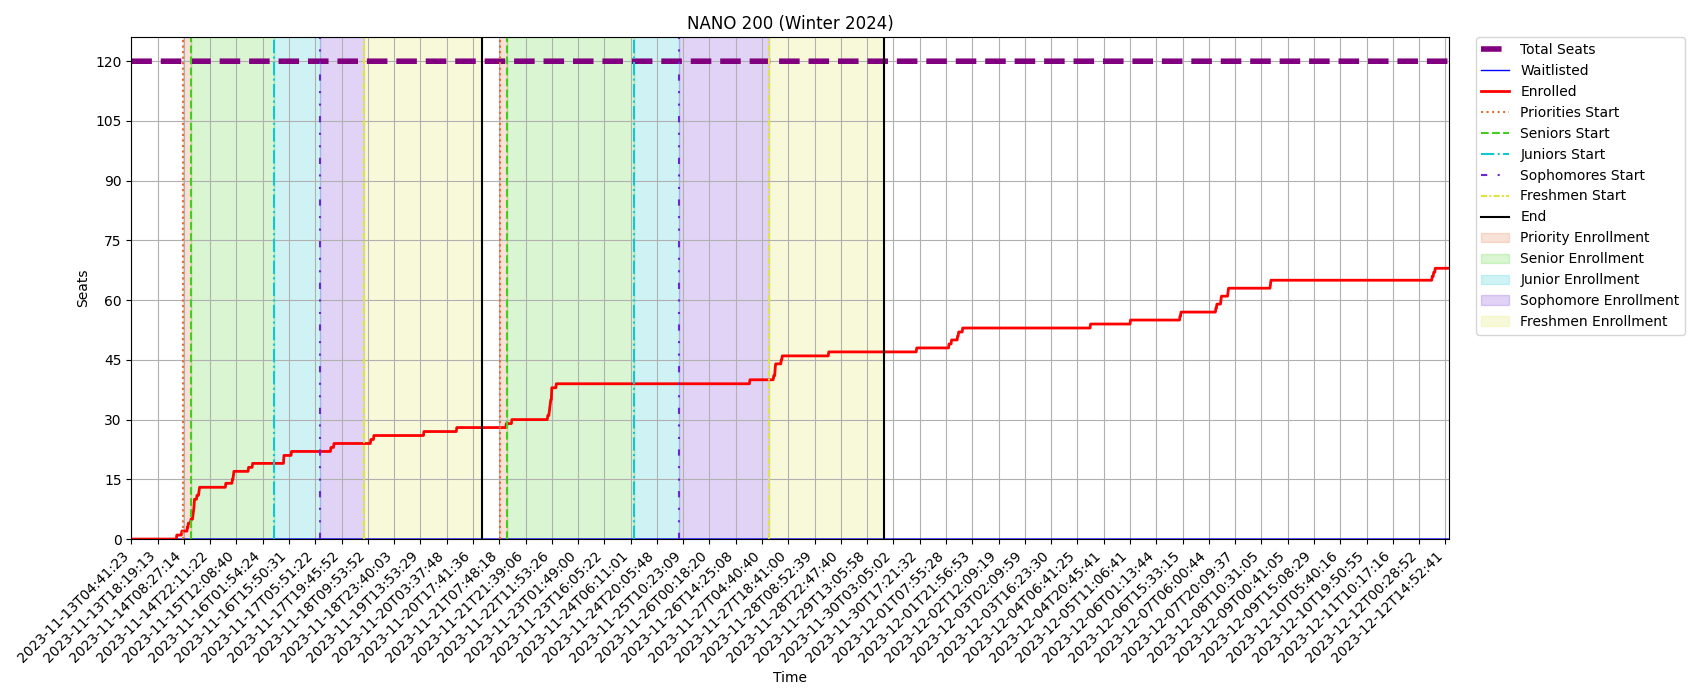 NANO 200 (Winter 2024)
Total Seats
Waitlisted
Enrolled
Priorities Start
Seniors Start
Juniors Start
Sophomores Start
Freshmen Start
End
Priority Enrollment
Senior Enrollment
Junior Enrollment
Sophomore Enrollment
Freshmen Enrollment
Seats
120
105
90
75
60
45
30
15
0
2023-11-13T04:41:23
2023-11-13T18:19:13
2023-11-14T08:27:14
2023-11-14T22:11:22
2023-11-15T12:08:40
2023-11-16T01:54:24
2023-11-16T15:50:31
2023-11-17T05:51:22
2023-11-17T19:45:52
2023-11-18T09:53:52
2023-11-18T23:40:03
2023-11-19T13:53:29
2023-11-20T03:37:48
2023-11-20T17:41:36
2023-11-21T07:48:18
2023-11-21T21:39:06
2023-11-22T11:53:26
2023-11-23T01:49:00
2023-11-23T16:05:22
2023-11-24T06:11:01
2023-11-24T20:05:48
2023-11-25T10:23:09
2023-11-26T00:18:20
2023-11-26T14:25:08
2023-11-27T04:40:40
2023-11-27T18:41:00
2023-11-28T08:52:39
2023-11-28T22:47:40
2023-11-29T13:05:58
2023-11-30T03:05:02
2023-11-30T17:21:32
2023-12-01T07:55:28
2023-12-01T21:56:53
2023-12-02T12:09:19
2023-12-03T02:09:59
2023-12-03T16:23:30
2023-12-04T06:41:25
2023-12-04T20:45:41
2023-12-05T11:06:41
2023-12-06T01:13:44
2023-12-06T15:33:15
2023-12-07T06:00:44
2023-12-07T20:09:37
2023-12-08T10:31:05
2023-12-09T00:41:05
2023-12-09T15:08:29
2023-12-10T05:40:16
2023-12-10T19:50:55
2023-12-11T10:17:16
2023-12-12T00:28:52
2023-12-12T14:52:41
Time